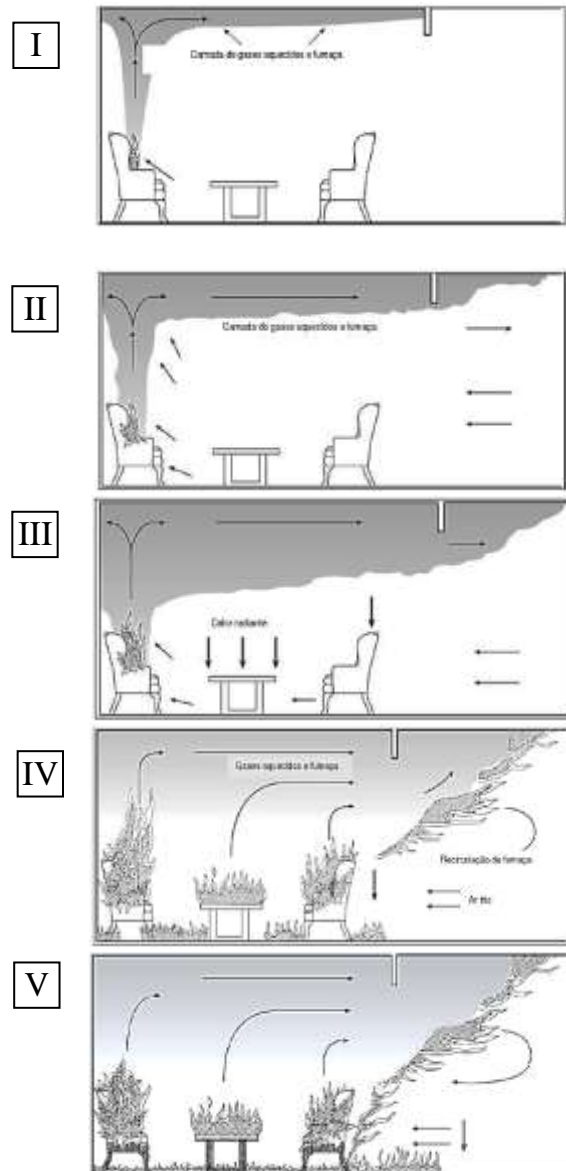 I
Camada de gases aquecidos e fumaça
II
Camada de gases aquecidos e fumaça
III
Calor radiante
IV
Gases aquecidos e fumaça
Recirculação de fumaça
Ar frio
V